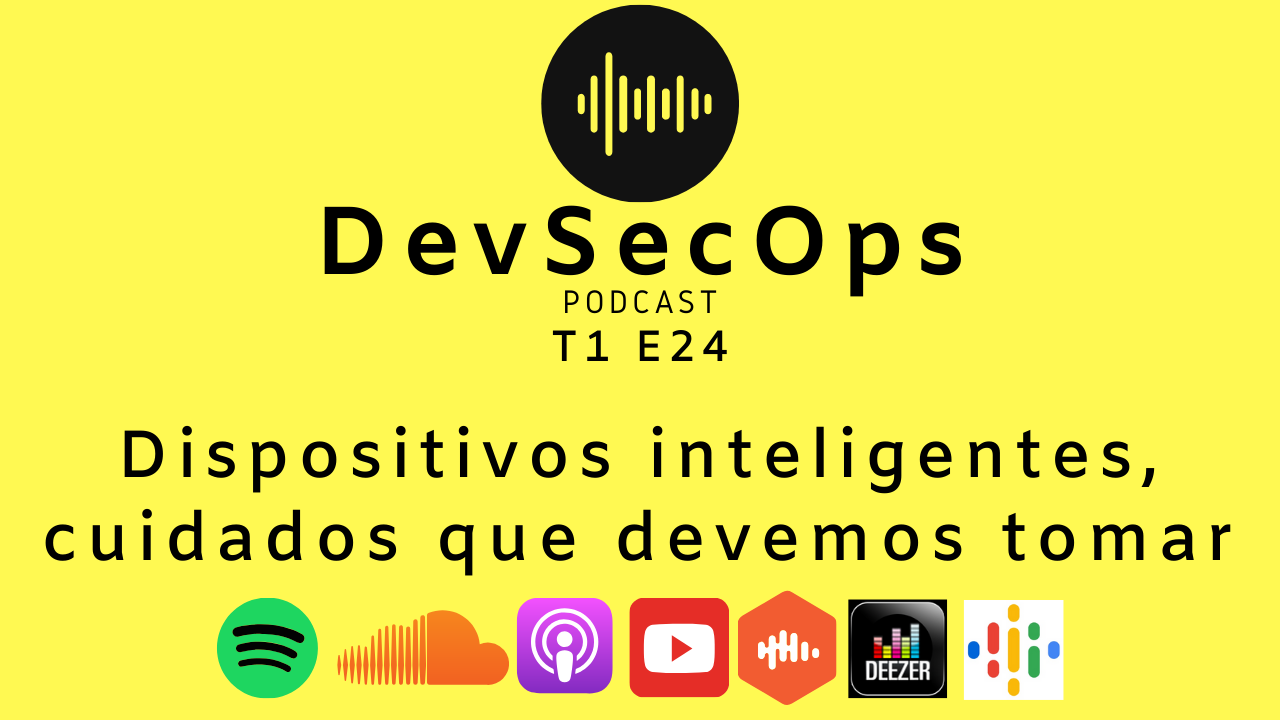 DevSecOps
PODCAST
T1 E24
Dispositivos inteligentes,
cuidados que devemos tomar
DEEZER